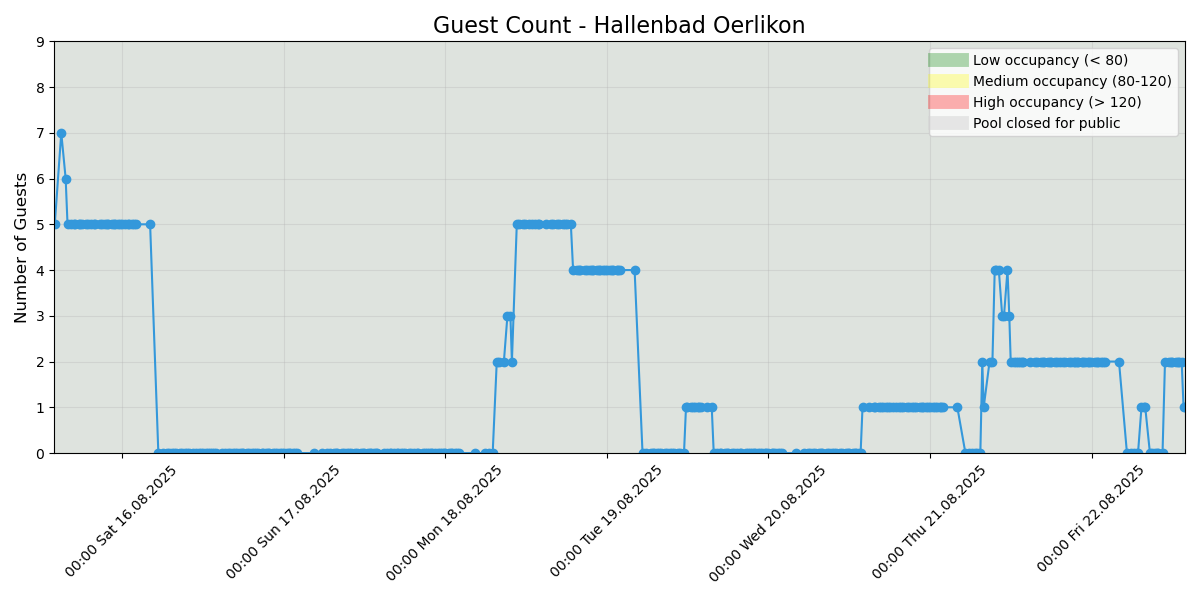 Guest Count - Hallenbad Oerlikon
Number of Guests
9
8
7
6
5
4
3
2
1
0
Low occupancy (< 80)
Medium occupancy (80-120)
High occupancy (> 120)
Pool closed for public
00:00 Sat 16.08.2025
00:00 Sun 17.08.2025
00:00 Mon 18.08.2025
00:00 Tue 19.08.2025
00:00 Wed 20.08.2025
00:00 Thu 21.08.2025
00:00 Fri 22.08.2025